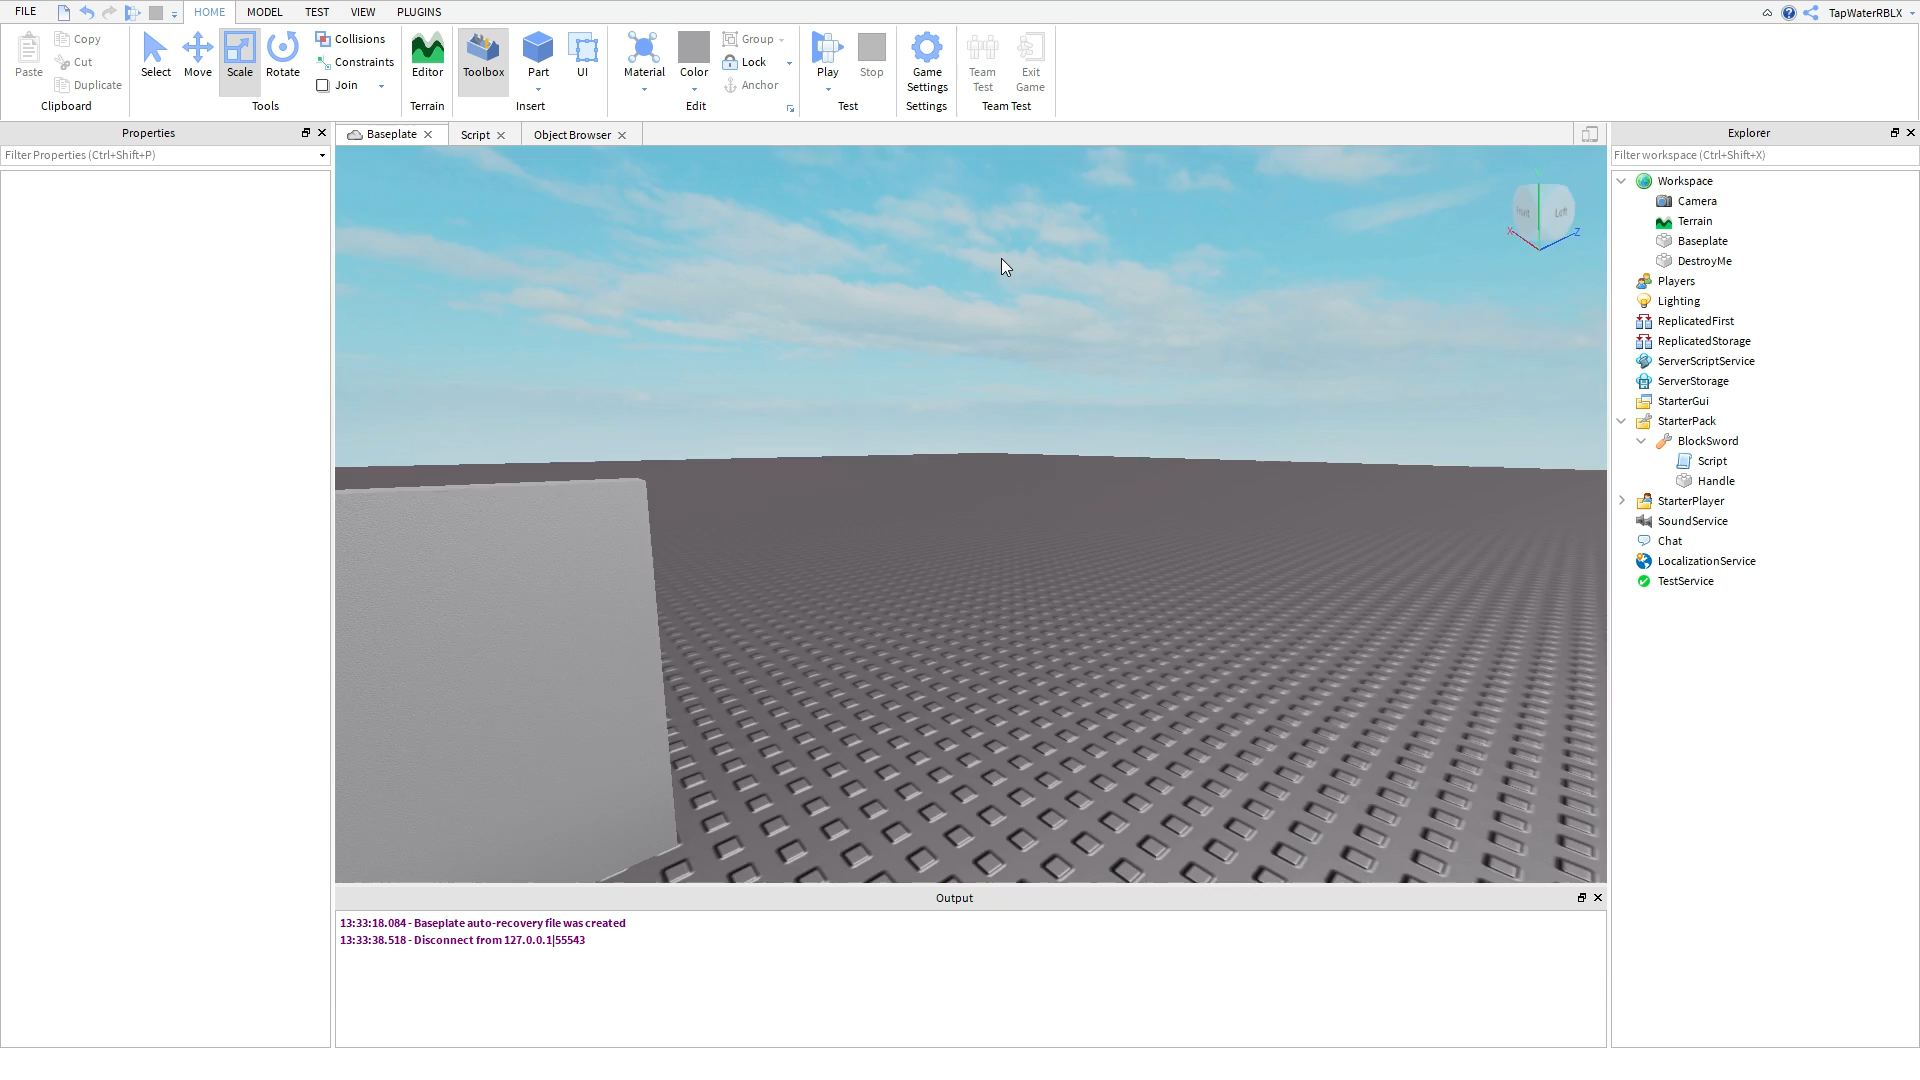 FILE
HOME
MODEL
TEST
VIEW
PLUGINS
TapWaterRBLX
Paste
Copy
Cut
Duplicate
Clipboard
Select
Move
Scale
Rotate
Collisions
Constraints
Join
Tools
Editor
Terrain
Toolbox
Part
UI
Insert
Material
Color
Group
Lock
Anchor
Edit
Play
Stop
Test
Game
Settings
Settings
Team
Test
Exit
Game
Team Test
Properties
Filter Properties (Ctrl+Shift+P)
Baseplate
Script
Object Browser
Front
Left
Y
X
Z
Output
13:33:18.084 - Baseplate auto-recovery file was created
13:33:38.518 - Disconnect from 127.0.0.1|55543
Explorer
Filter workspace (Ctrl+Shift+X)
Workspace
Camera
Terrain
Baseplate
DestroyMe
Players
Lighting
ReplicatedFirst
ReplicatedStorage
ServerScriptService
ServerStorage
StarterGui
StarterPack
BlockSword
Script
Handle
StarterPlayer
SoundService
Chat
LocalizationService
TestService